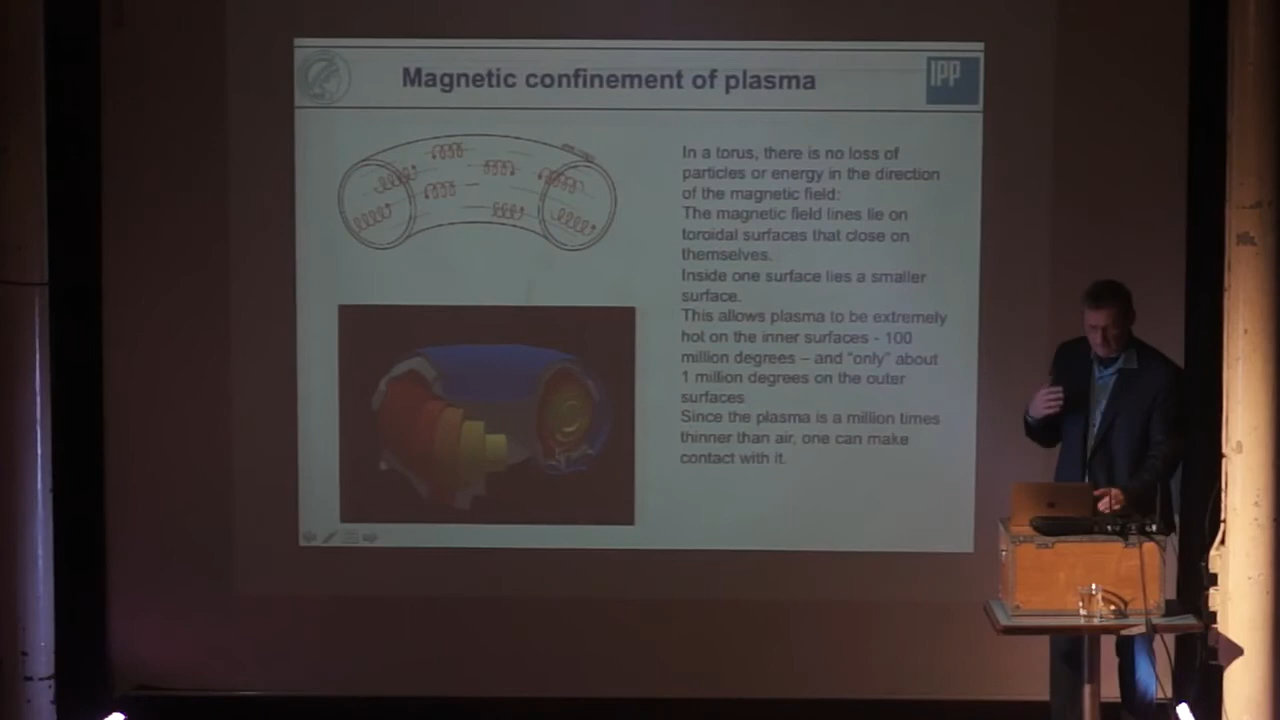 Magnetic confinement of plasma
IPP
In a torus, there is no loss of
particles or energy in the direction
of the magnetic field:
The magnetic field lines lie on
toroidal surfaces that close on
themselves.
Inside one surface lies a smaller
surface.
This allows plasma to be extremely
hot on the inner surfaces - 100
million degrees – and “only” about
1 million degrees on the outer
surfaces
Since the plasma is a million times
thinner than air, one can make
contact with it.